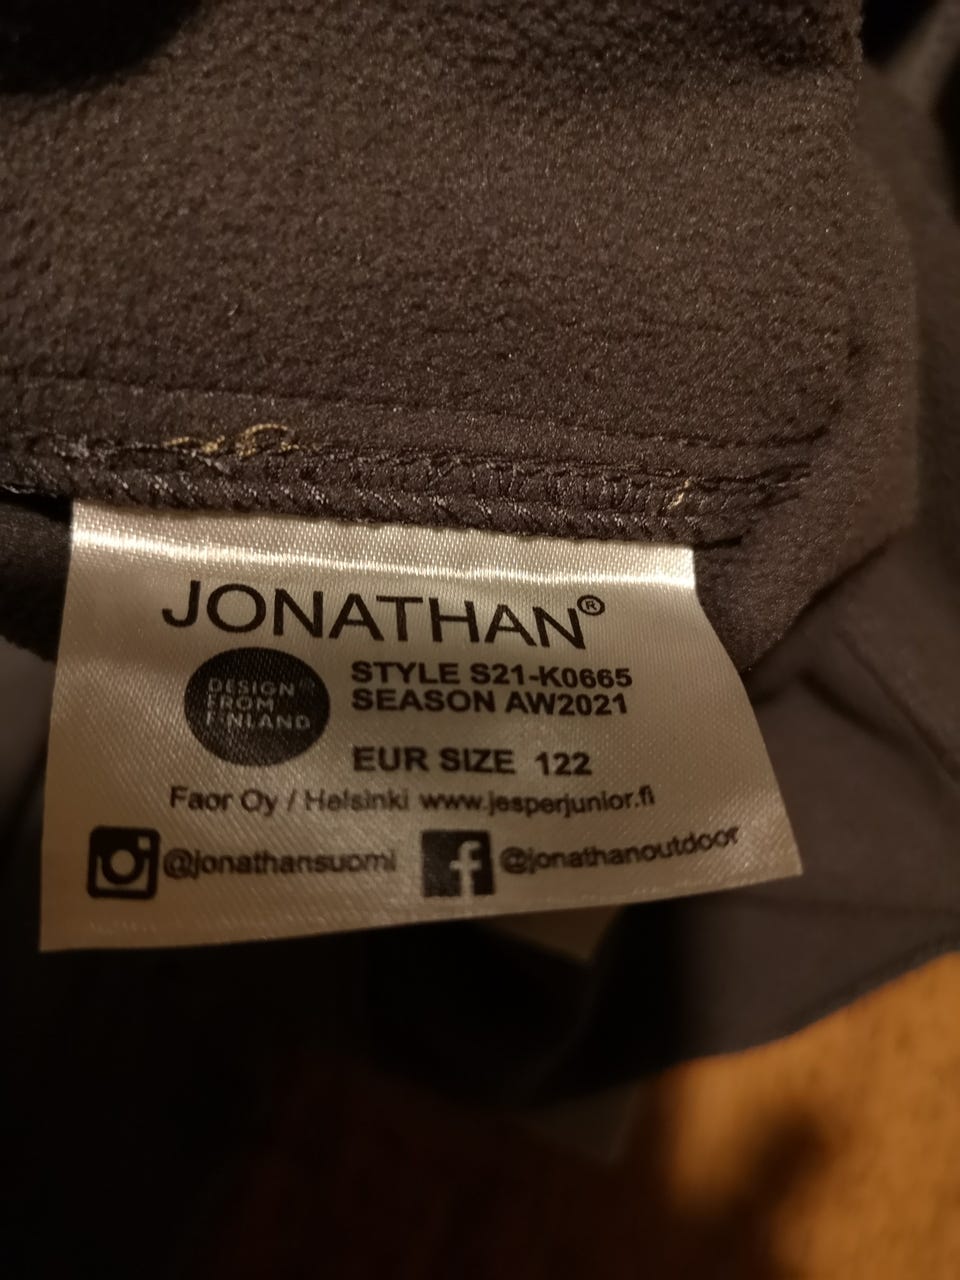 JONATHAN®
DESIGN
FROM
FINLAND
STYLE S21-K0665
SEASON AW2021
EUR SIZE 122
Faor Oy / Helsinki www.jesperjunior.fi
@jonathansuomi @jonathanoutdoor